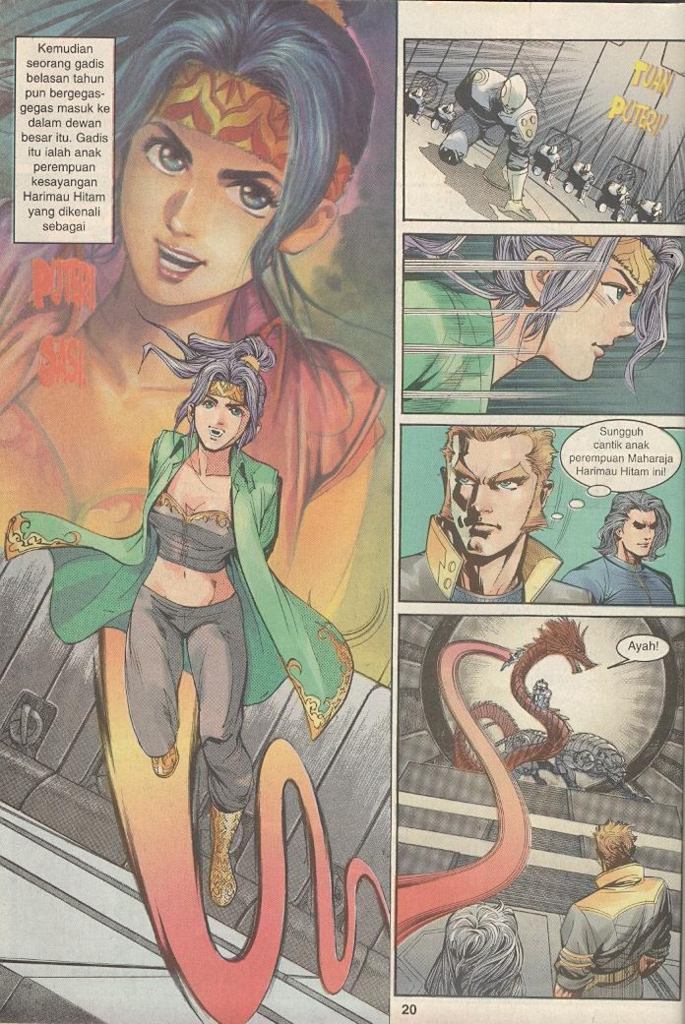 Kemudian
seorang gadis
belasan tahun
pun bergegas-
gegas masuk ke
dalam dewan
besar itu. Gadis
itu ialah anak
perempuan
kesayangan
Harimau Hitam
yang dikenali
sebagai
PUTERI
SASI
TUAN
PUTERI!
Sungguh
cantik anak
perempuan Maharaja
Harimau Hitam ini!
Ayah!
20